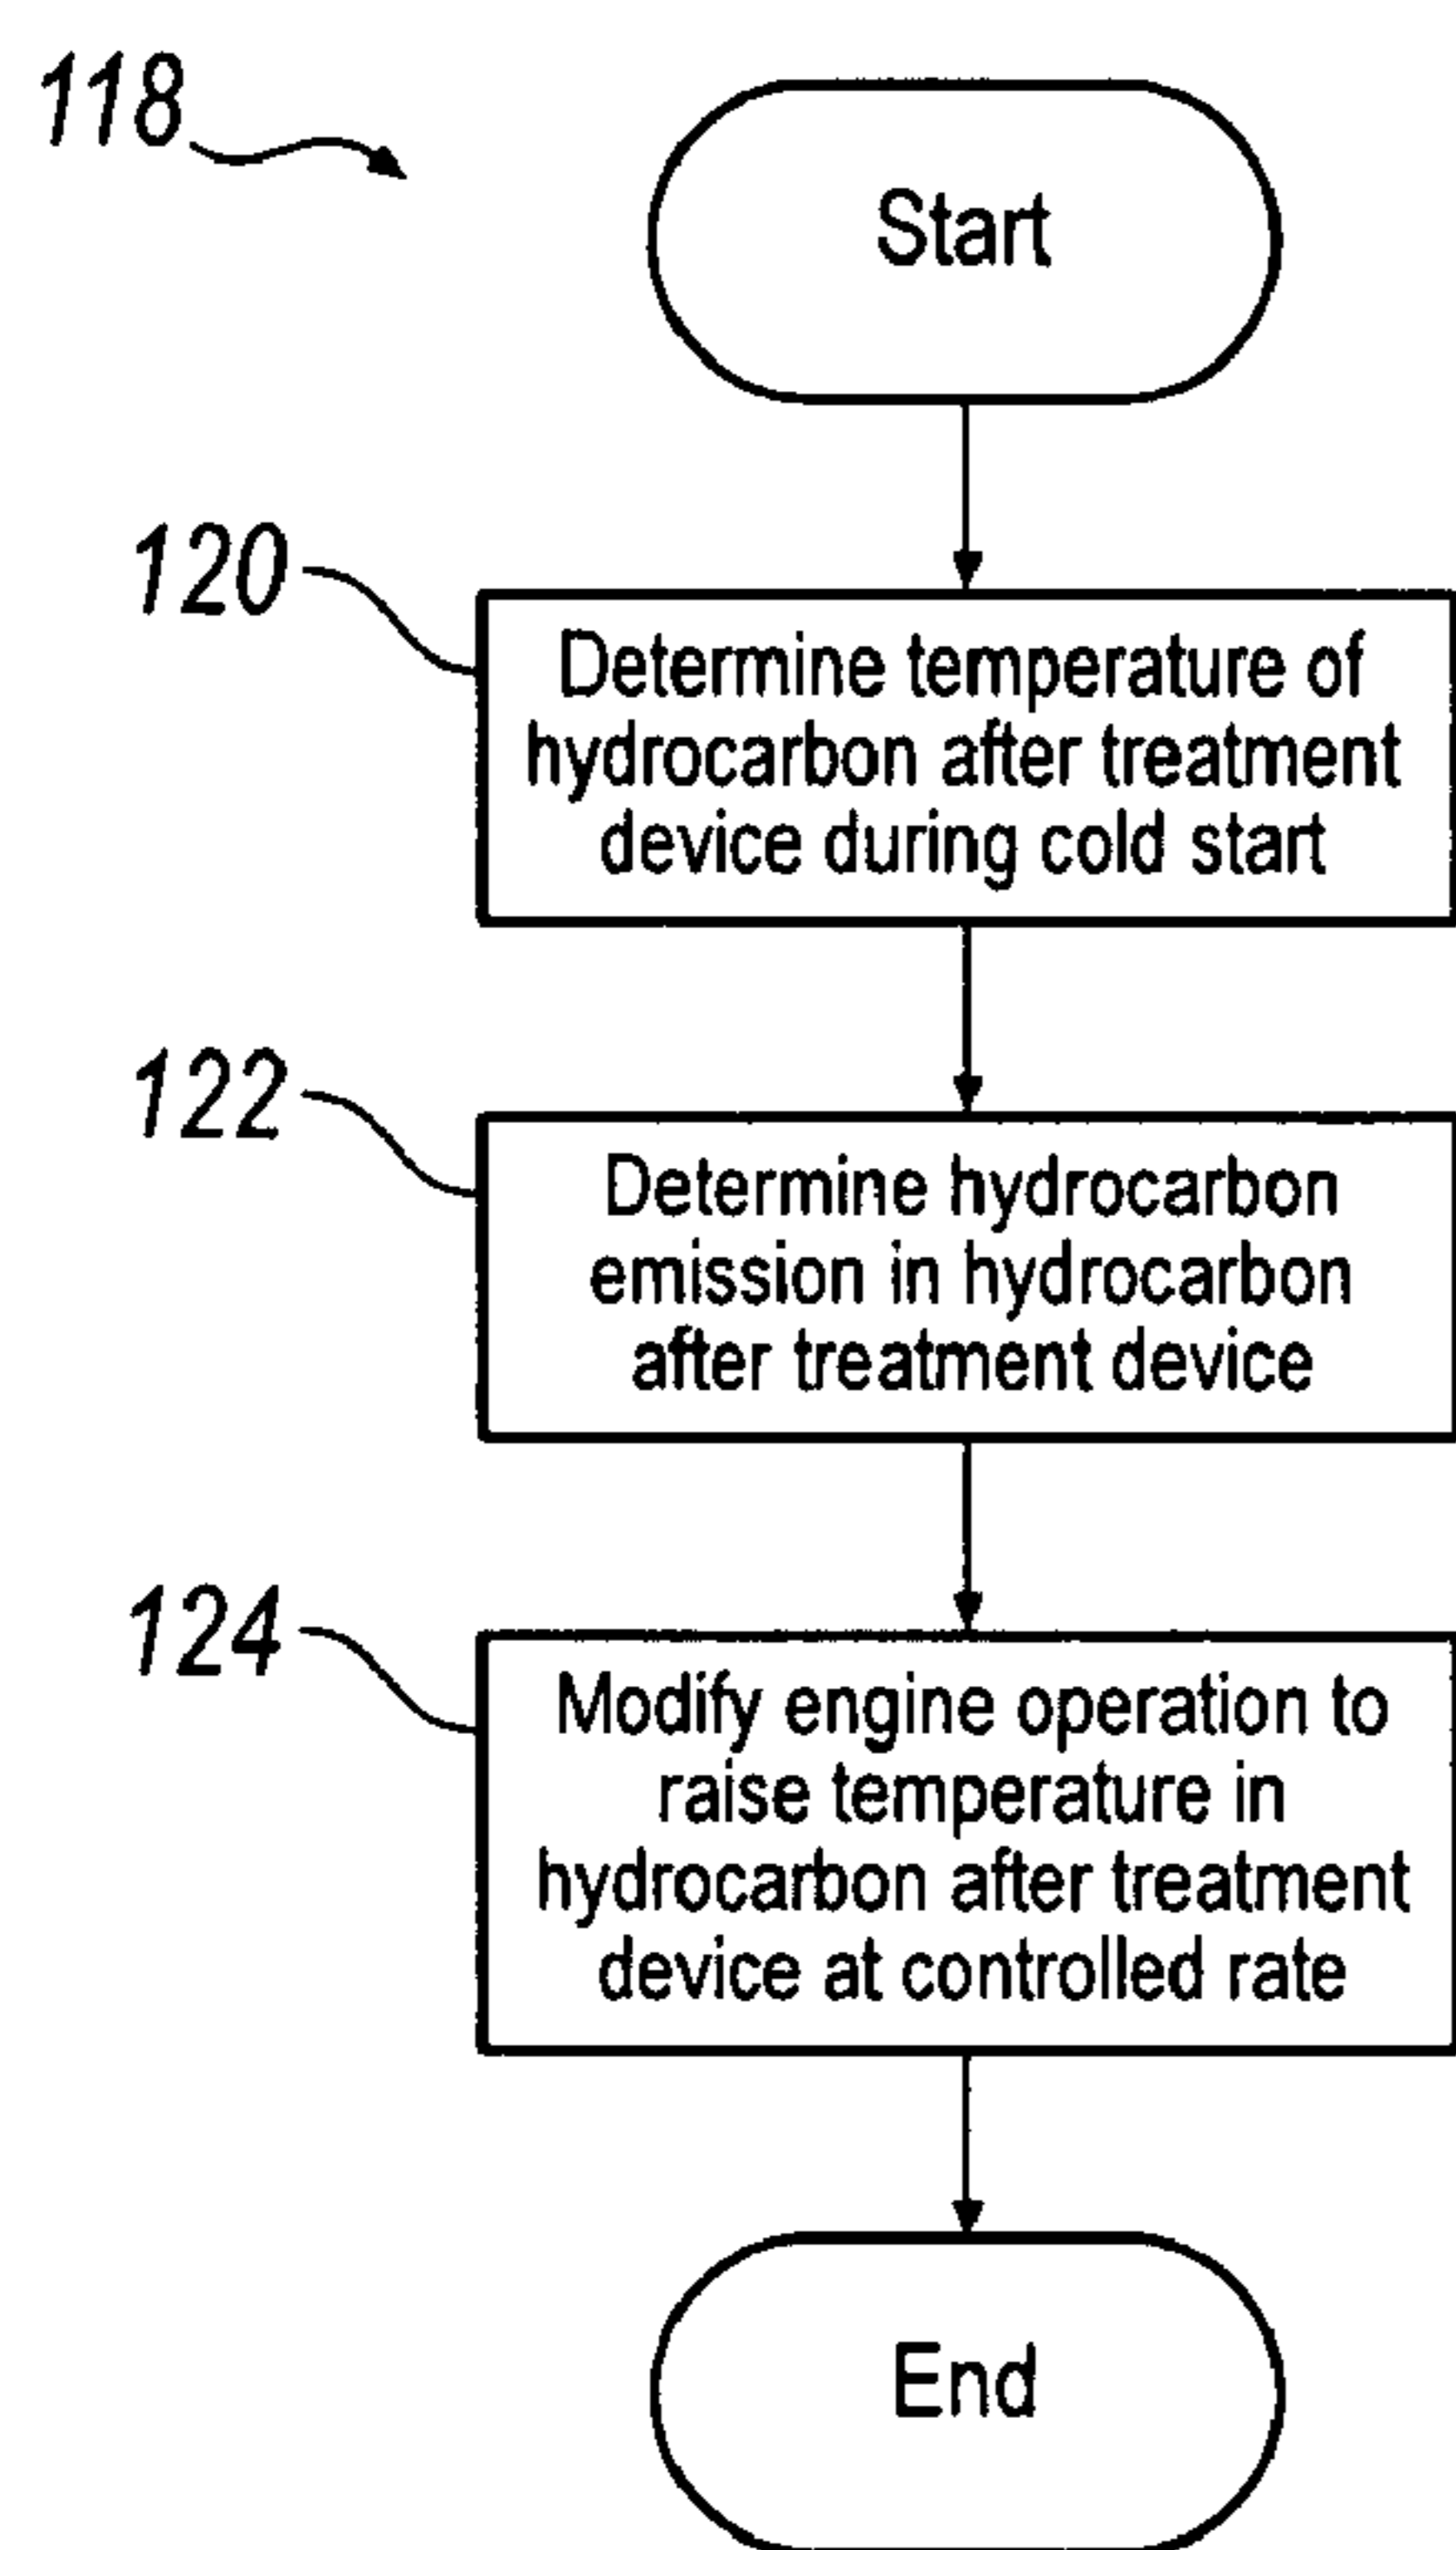 118
Start
120
Determine temperature of
hydrocarbon after treatment
device during cold start
122
Determine hydrocarbon
emission in hydrocarbon
after treatment device
124
Modify engine operation to
raise temperature in
hydrocarbon after treatment
device at controlled rate
End